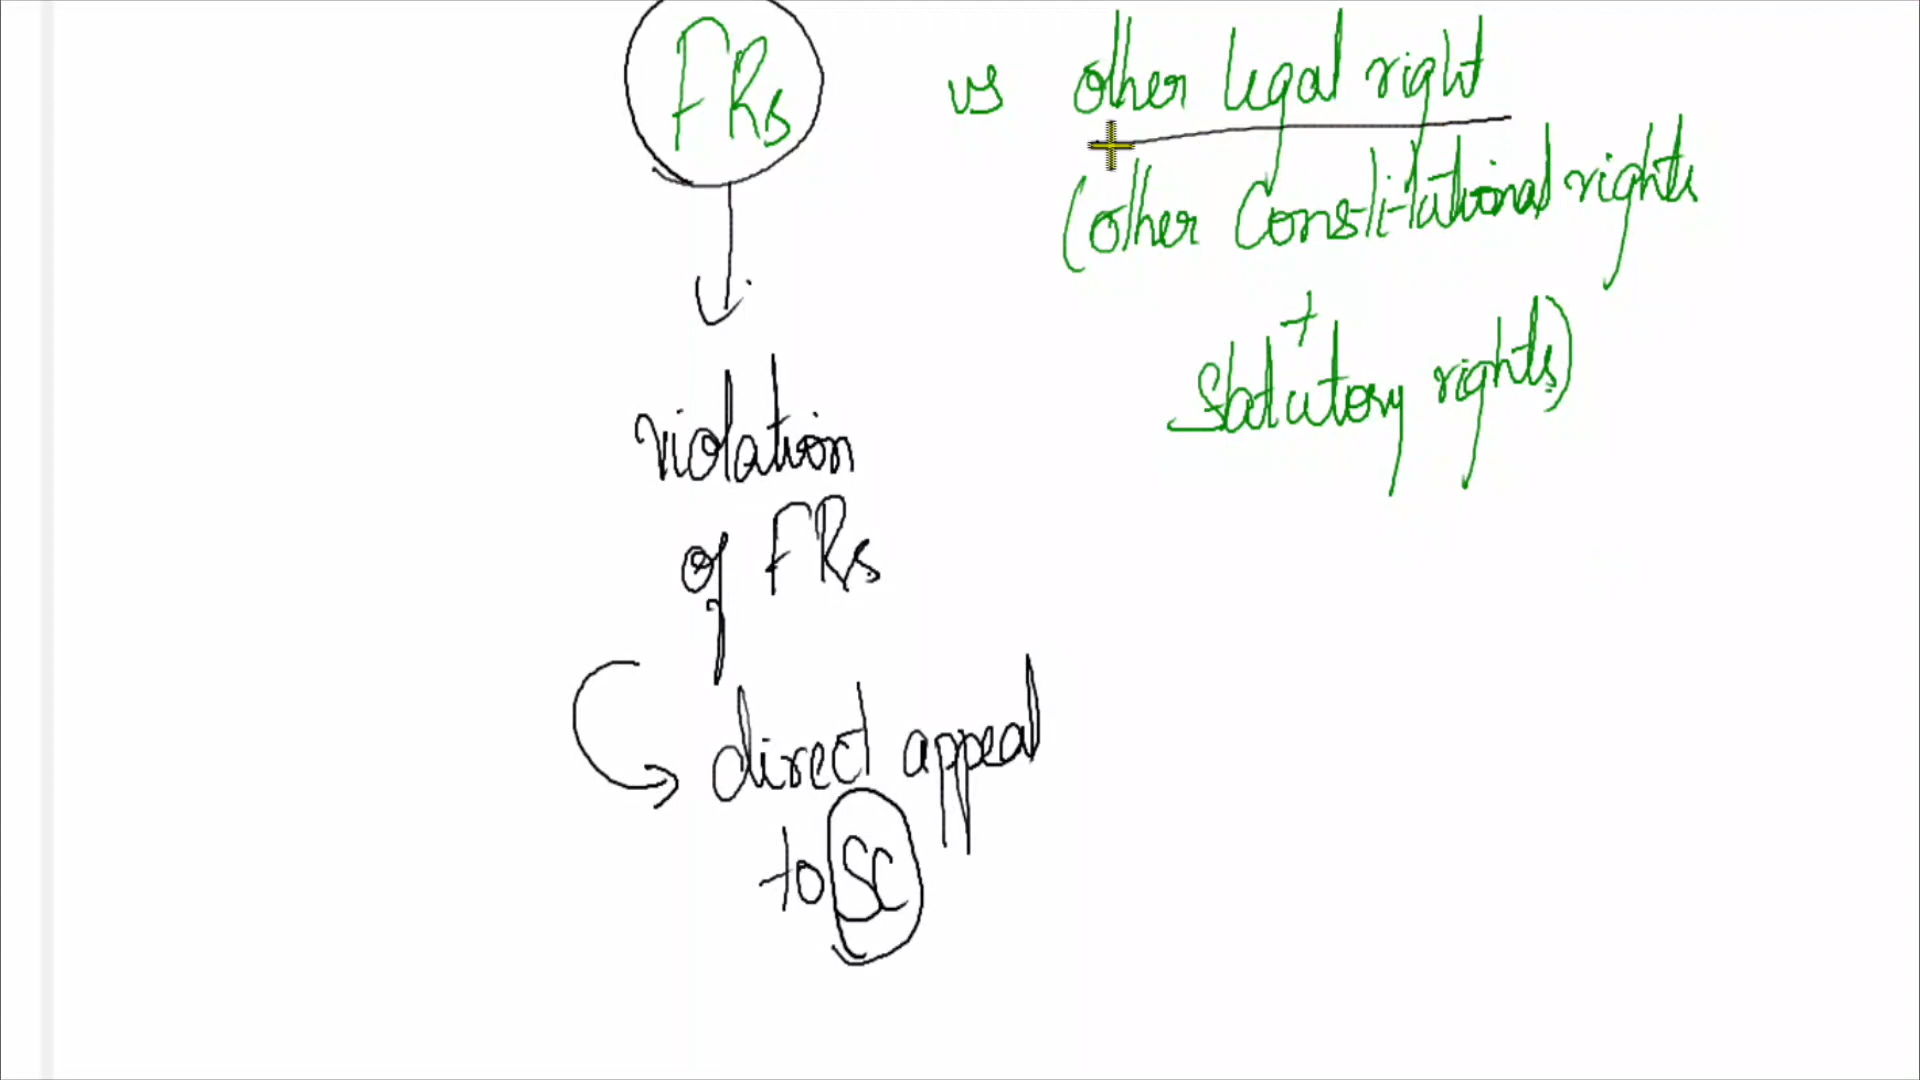 FRs vs other legal right
(other Constitutional rights
+
Statutory rights)
violation
of FRs
direct appeal
to SC